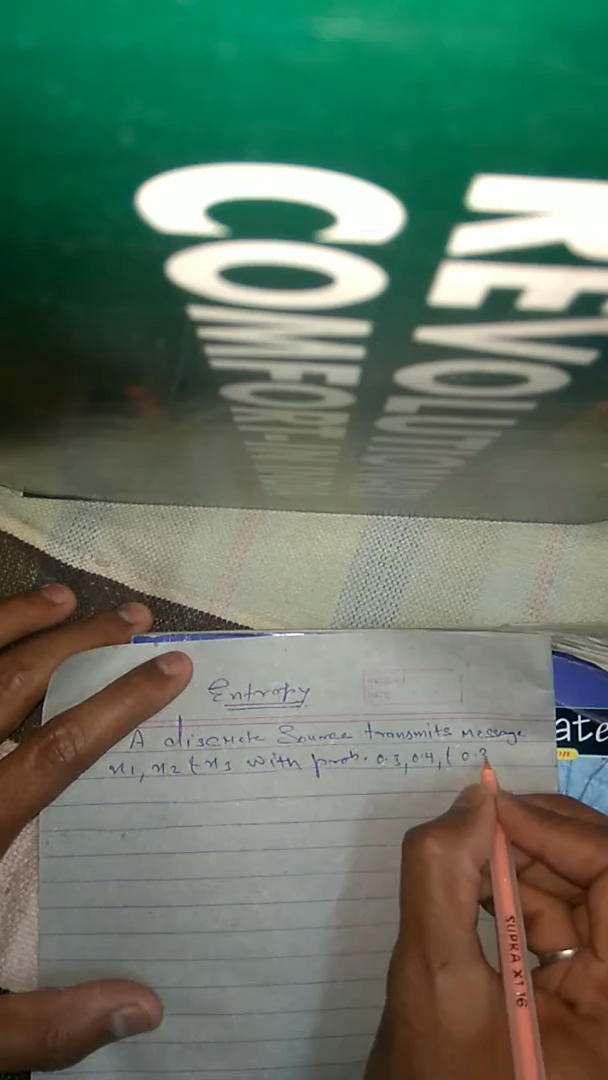 REVOLUTION
COMFORT
Entropy
A discrete Source transmits message
x1, x2 & x3 with prob. 0.3, 0.4, & 0.3
ate
SUPRA X1 16